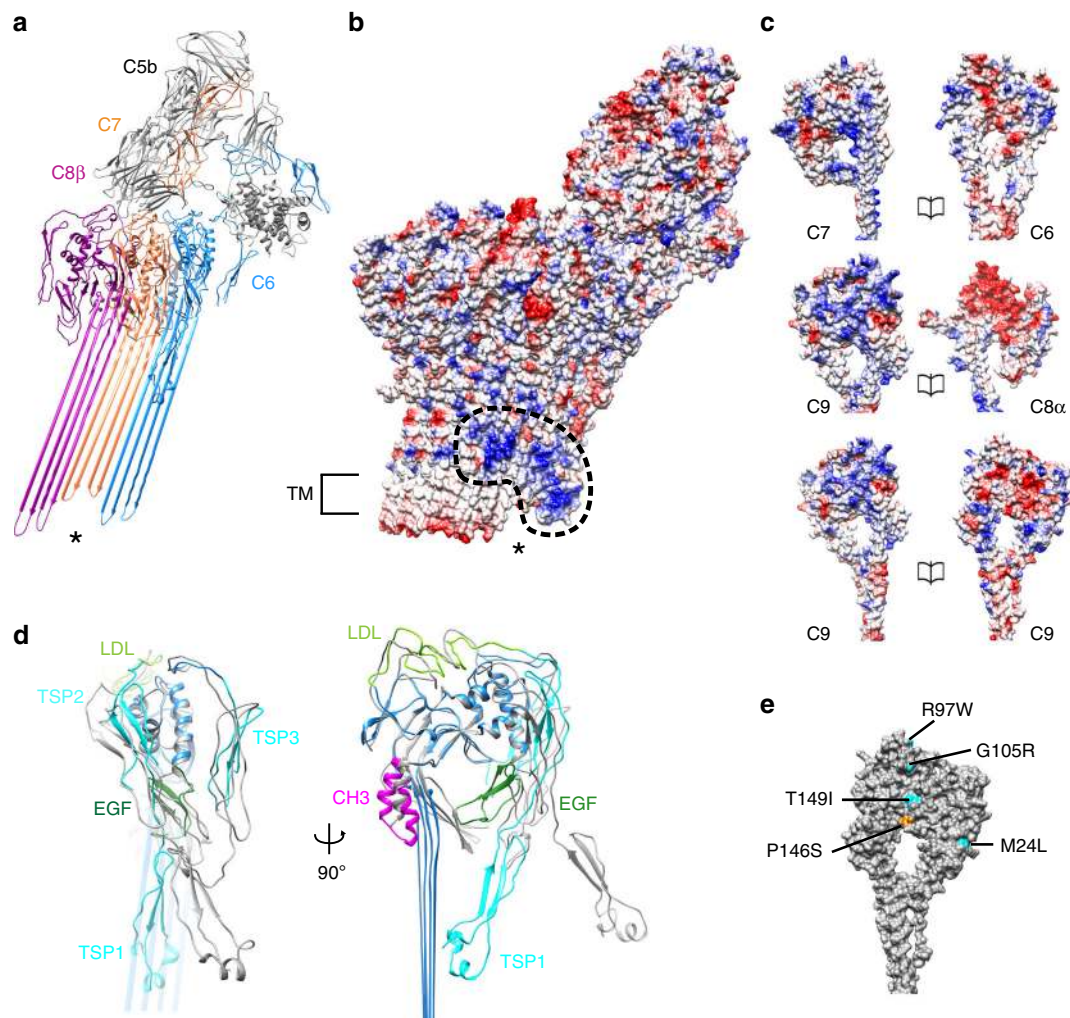 a
C5b
C7
C8β
C6
*
b
TM
*
c
C7
C6
C9
C8α
C9
C9
d
LDL
TSP2
TSP3
EGF
TSP1
90°
LDL
CH3
EGF
TSP1
e
R97W
G105R
T149I
P146S
M24L